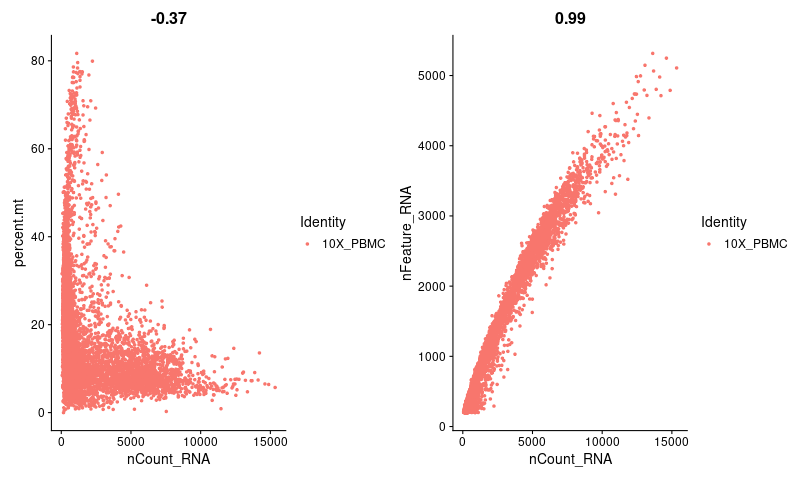 -0.37
percent.mt
80
60
40
20
0
0
5000
10000
15000
nCount_RNA
Identity
10X_PBMC
0.99
nFeature_RNA
5000
4000
3000
2000
1000
0
0
5000
10000
15000
nCount_RNA
Identity
10X_PBMC